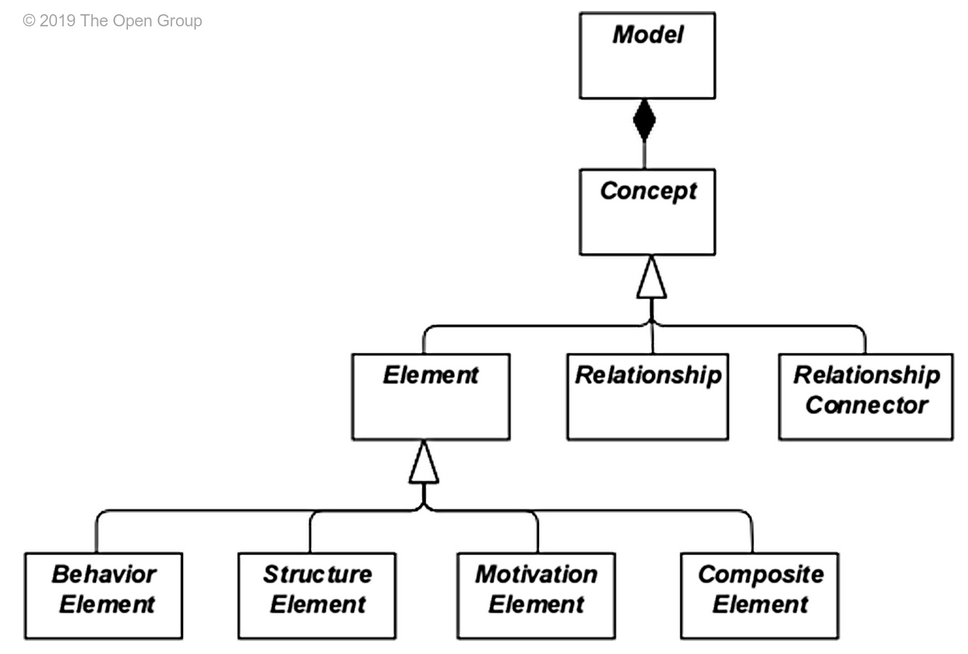 © 2019 The Open Group
Model
Concept
Element
Relationship
Relationship
Connector
Behavior
Element
Structure
Element
Motivation
Element
Composite
Element